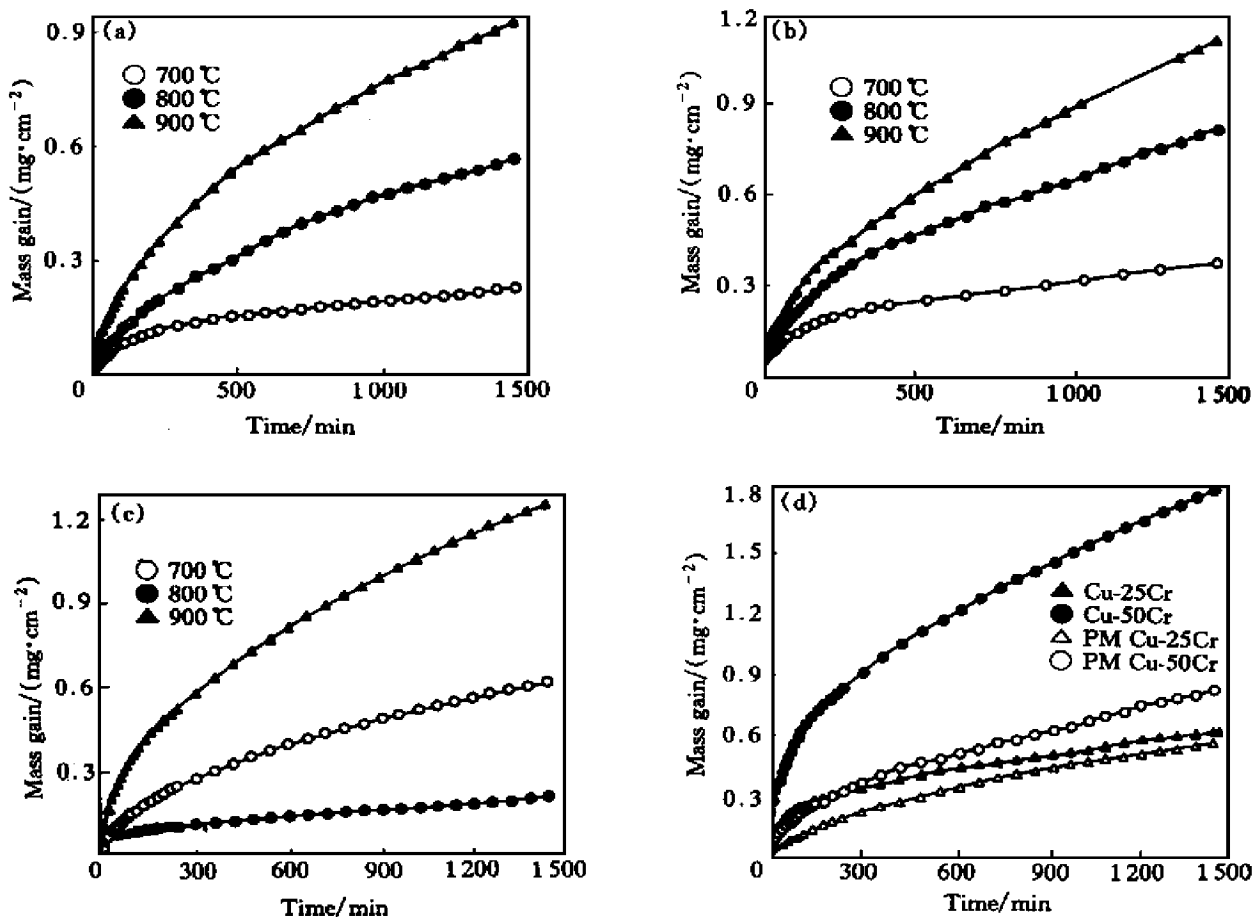 (a)
0.9
0.6
0.3
0
500
1 000
1 500
Mass gain/(mg·cm⁻²)
Time/min
700 ℃
800 ℃
900 ℃
(b)
1.2
0.9
0.6
0.3
0
500
1 000
1 500
Mass gain/(mg·cm⁻²)
Time/min
700 ℃
800 ℃
900 ℃
(c)
1.2
0.9
0.6
0.3
0
300
600
900
1 200
1 500
Mass gain/(mg·cm⁻²)
Time/min
700 ℃
800 ℃
900 ℃
(d)
1.8
1.5
1.2
0.9
0.6
0.3
0
300
600
900
1 200
1 500
Mass gain/(mg·cm⁻²)
Time/min
Cu-25Cr
Cu-50Cr
PM Cu-25Cr
PM Cu-50Cr